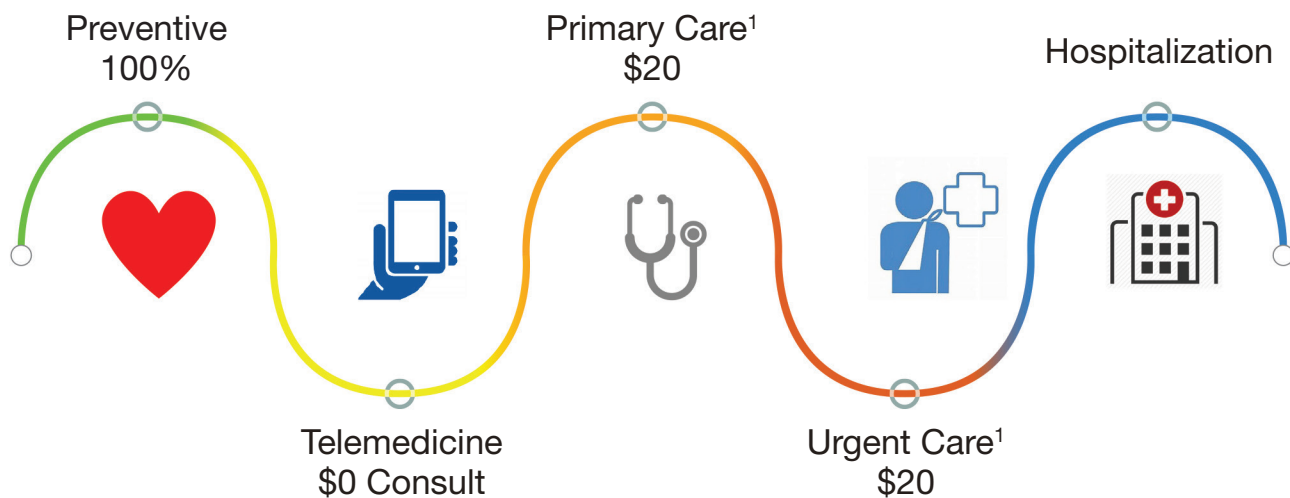 Preventive
100%
Telemedicine
$0 Consult
Primary Care¹
$20
Urgent Care¹
$20
Hospitalization